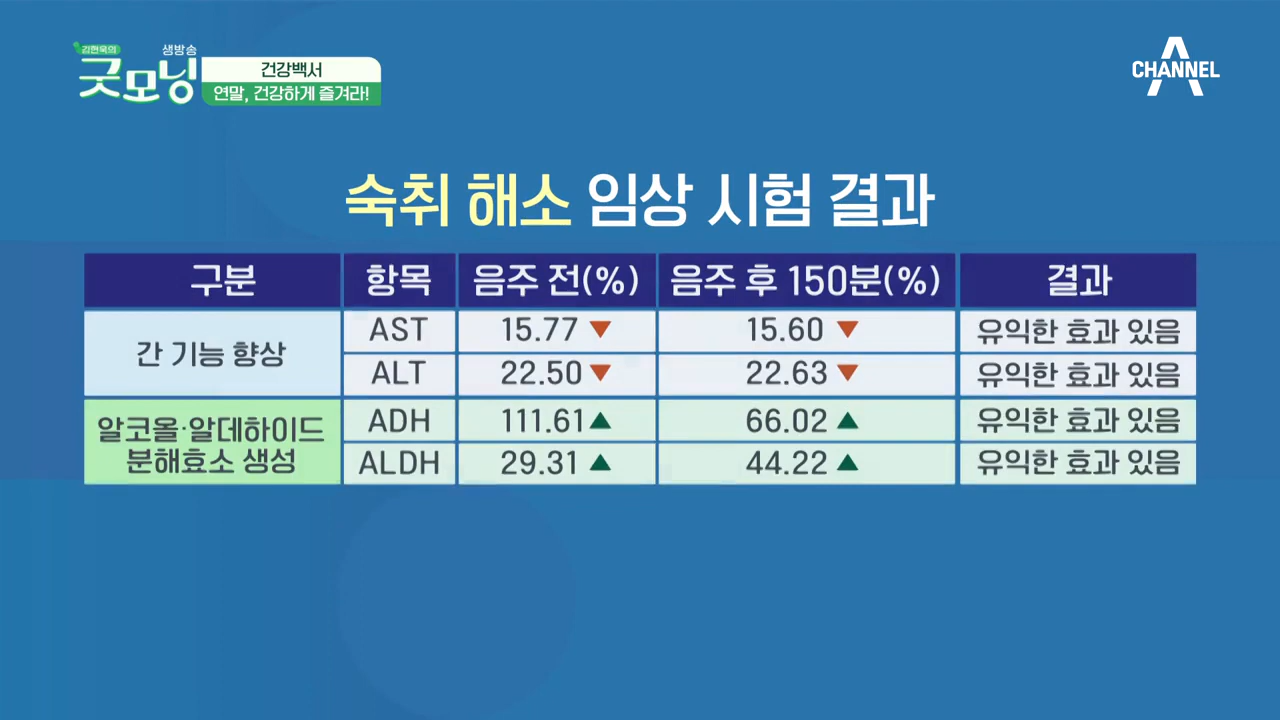 김현욱의 생방송
굿모닝
건강백서
연말, 건강하게 즐겨라!
CHANNEL A
숙취 해소 임상 시험 결과
구분 항목 음주 전(%) 음주 후 150분(%) 결과
간 기능 향상
AST 15.77 ▼ 15.60 ▼ 유익한 효과 있음
ALT 22.50 ▼ 22.63 ▼ 유익한 효과 있음
알코올·알데하이드
분해효소 생성
ADH 111.61 ▲ 66.02 ▲ 유익한 효과 있음
ALDH 29.31 ▲ 44.22 ▲ 유익한 효과 있음